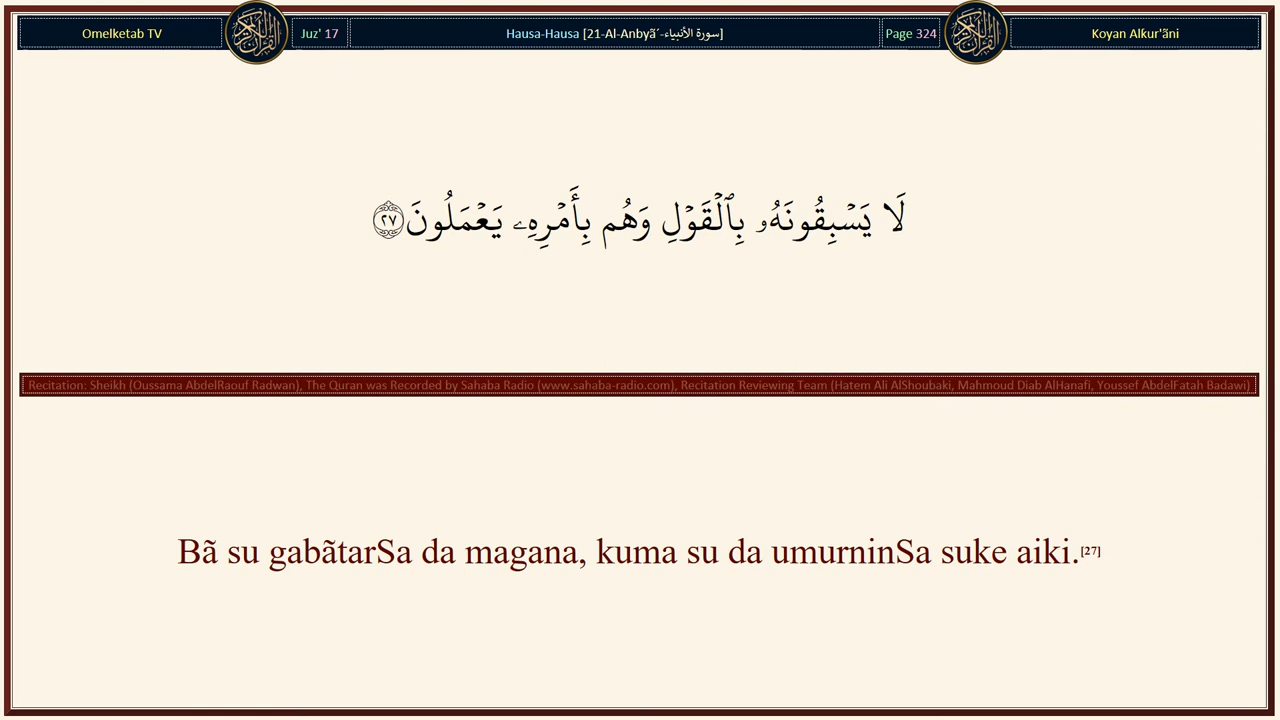 Omelketab TV
Juz' 17
Hausa-Hausa [21-Al-Anbyã´-سورة الأنبياء]
Page 324
Koyan Alkur'ãni
لَا يَسۡبِقُونَهُۥ بِٱلۡقَوۡلِ وَهُم بِأَمۡرِهِۦ يَعۡمَلُونَ ٢٧
Recitation: Sheikh (Oussama AbdelRaouf Radwan), The Quran was Recorded by Sahaba Radio (www.sahaba-radio.com), Recitation Reviewing Team (Hatem Ali AlShoubaki, Mahmoud Diab AlHanafi, Youssef AbdelFatah Badawi)
Bã su gabãtarSa da magana, kuma su da umurninSa suke aiki.[27]